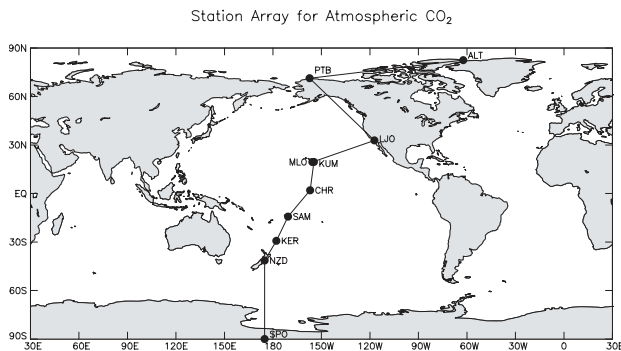 Station Array for Atmospheric CO₂
90N
ALT
PTB
60N
LJO
30N
MLO KUM
CHR
EQ
SAM
30S
KER
NZD
60S
90S
SPO
30E 60E 90E 120E 150E 150W 120W 90W 60W 30W 0 30E